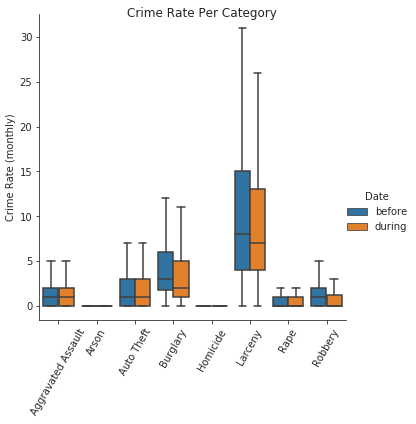 Crime Rate Per Category
Crime Rate (monthly)
30
25
20
15
10
5
0
Aggravated Assault
Arson
Auto Theft
Burglary
Homicide
Larceny
Rape
Robbery
Date
before
during